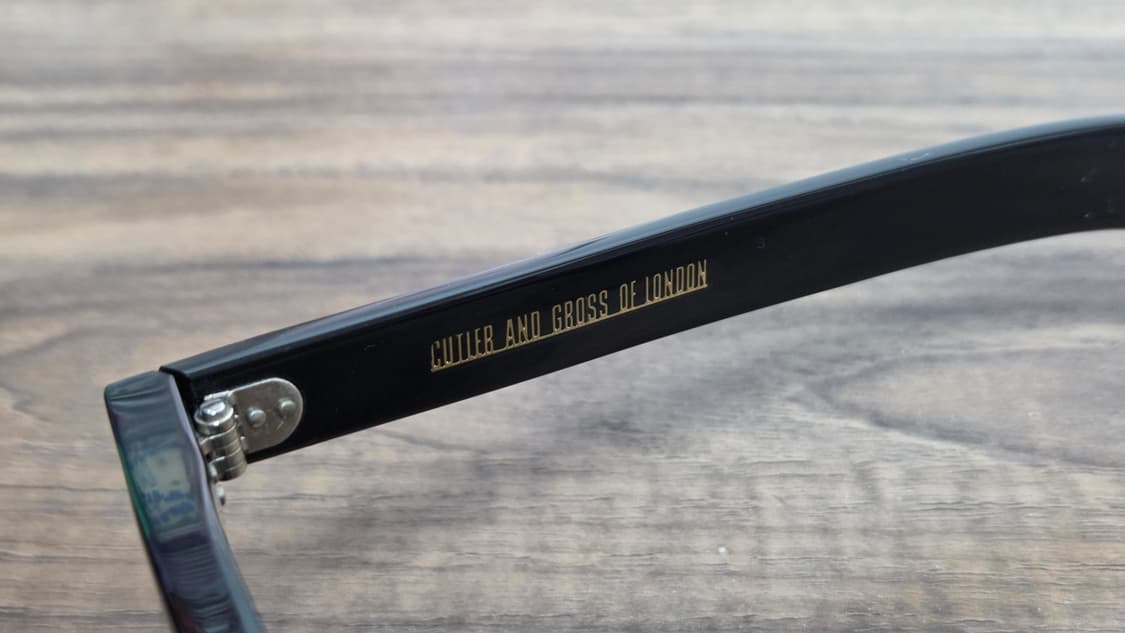 CUTLER AND GROSS OF LONDON